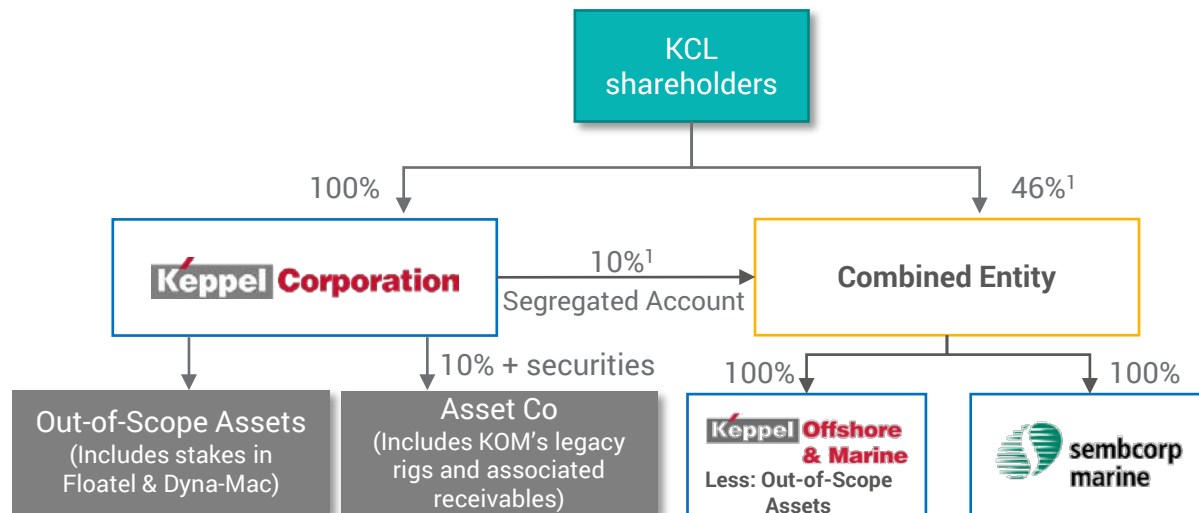 KCL
shareholders
100%
46%1
Keppel Corporation
10%1
Segregated Account
Combined Entity
10% + securities
100%
100%
Out-of-Scope Assets
(Includes stakes in
Floatel & Dyna-Mac)
Asset Co
(Includes KOM’s legacy
rigs and associated
receivables)
Keppel Offshore
& Marine
Less: Out-of-Scope
Assets
sembcorp
marine